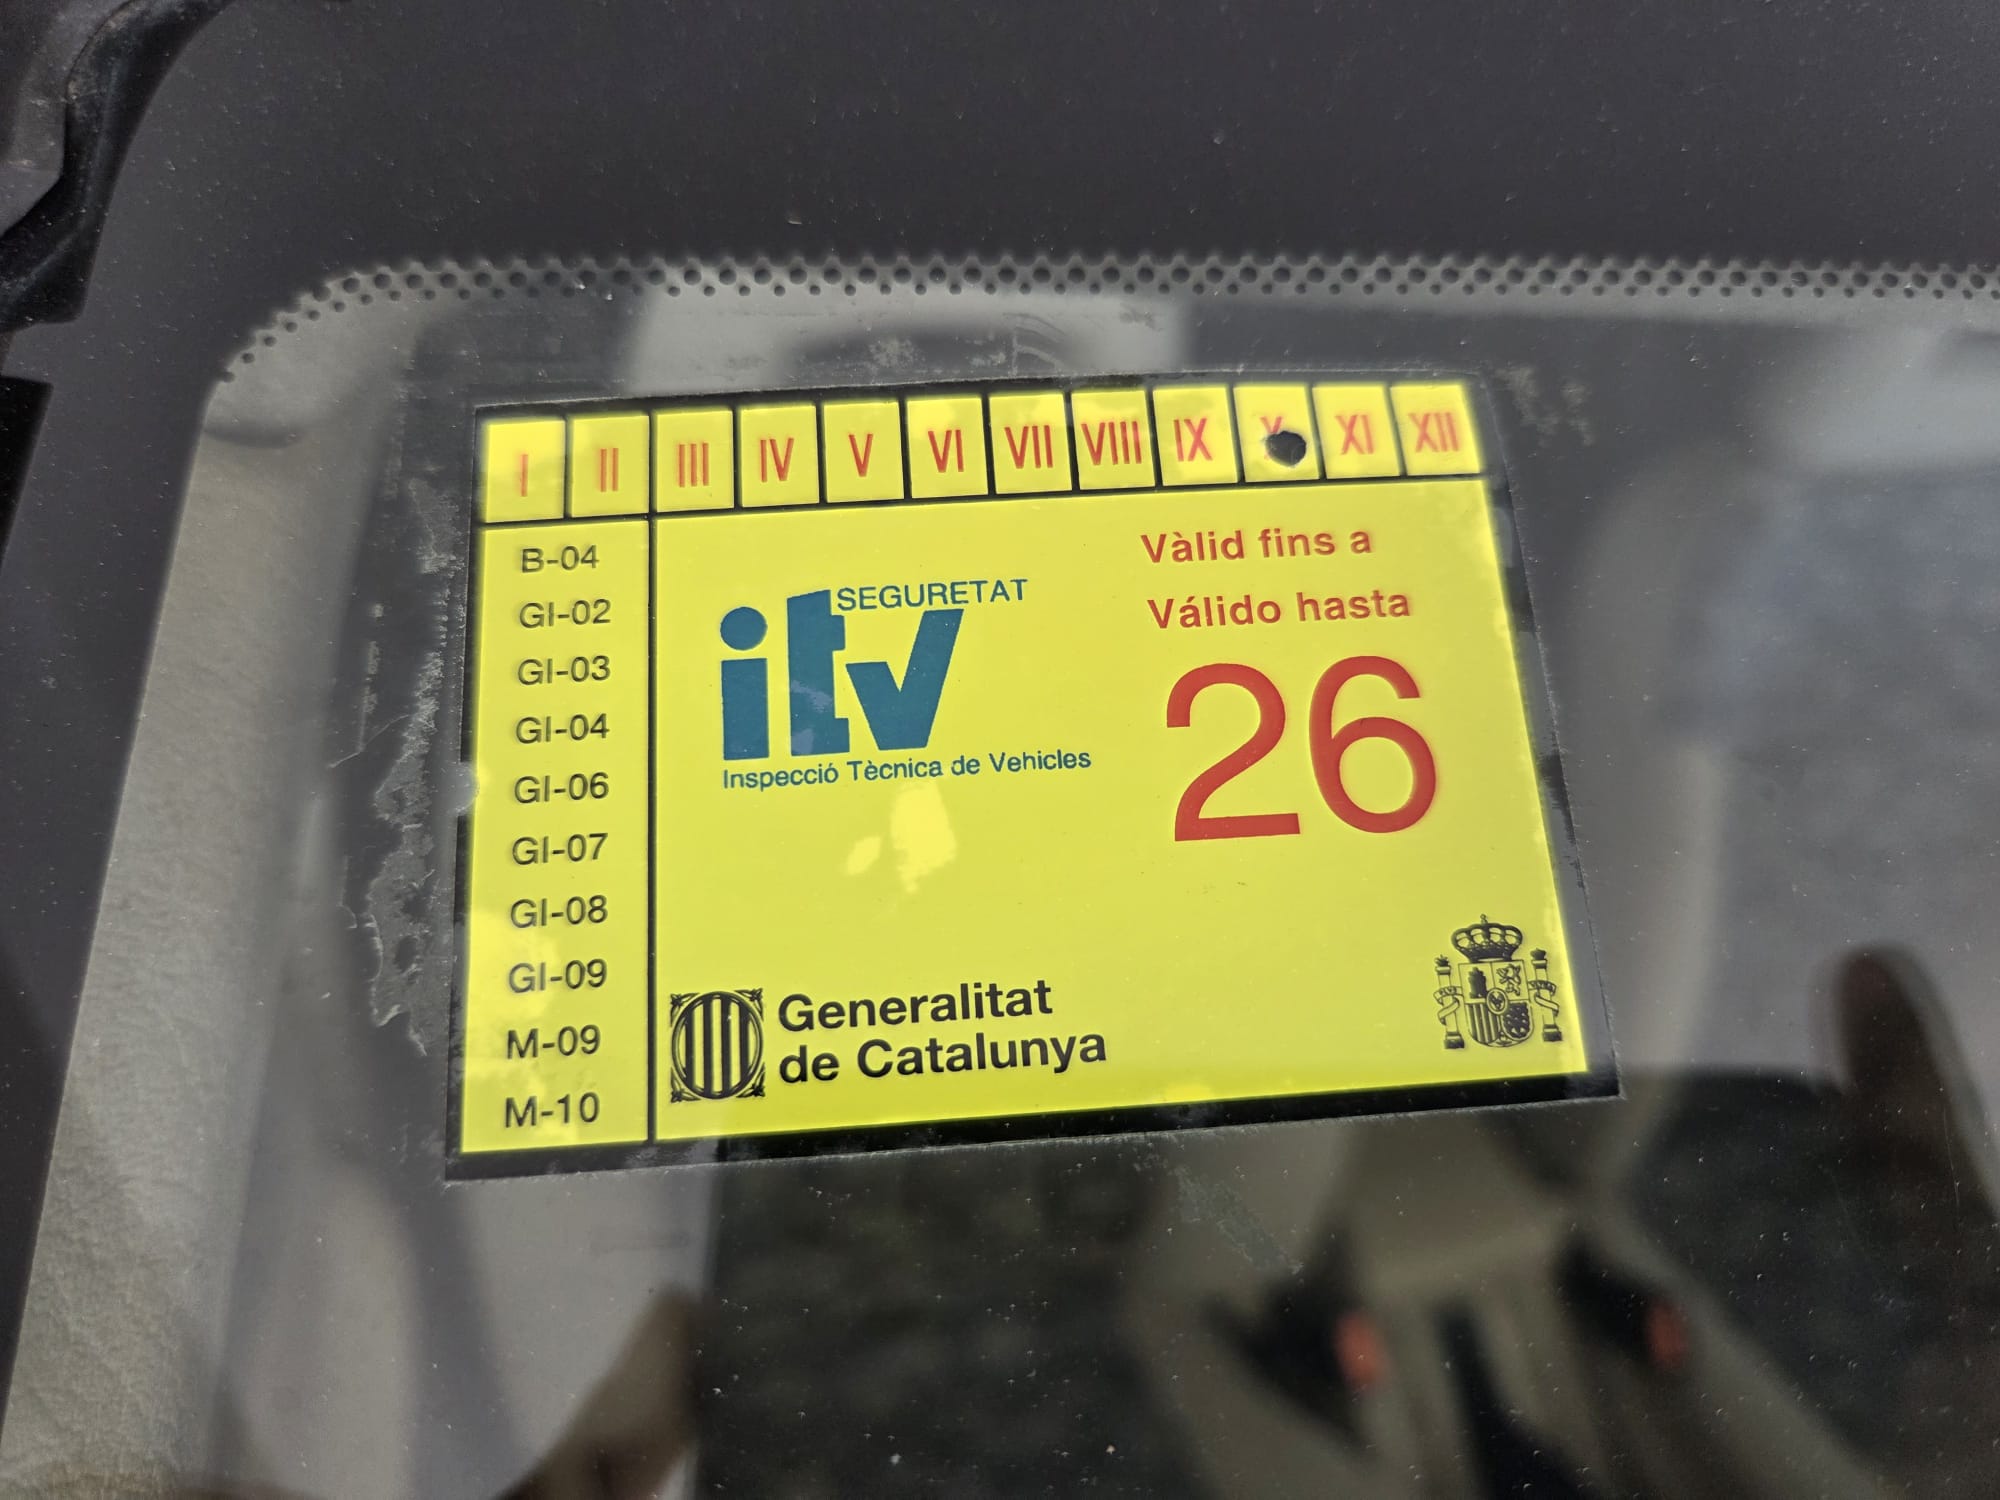 I II III IV V VI VII VIII IX X XI XII
B-04
GI-02
GI-03
GI-04
GI-06
GI-07
GI-08
GI-09
M-09
M-10
SEGURETAT
itv
Inspecció Tècnica de Vehicles
Vàlid fins a
Válido hasta
26
Generalitat
de Catalunya